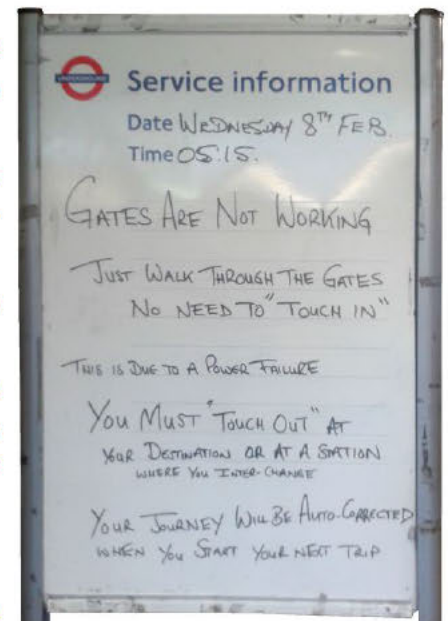 UNDERGROUND
Service information
Date WEDNESDAY 8TH FEB.
Time 05:15.
GATES ARE NOT WORKING
JUST WALK THROUGH THE GATES
NO NEED TO "TOUCH IN"
THIS IS DUE TO A POWER FAILURE
YOU MUST "TOUCH OUT" AT
YOUR DESTINATION OR AT A STATION
WHERE YOU INTER-CHANGE
YOUR JOURNEY WILL BE AUTO-CORRECTED
WHEN YOU START YOUR NEXT TRIP